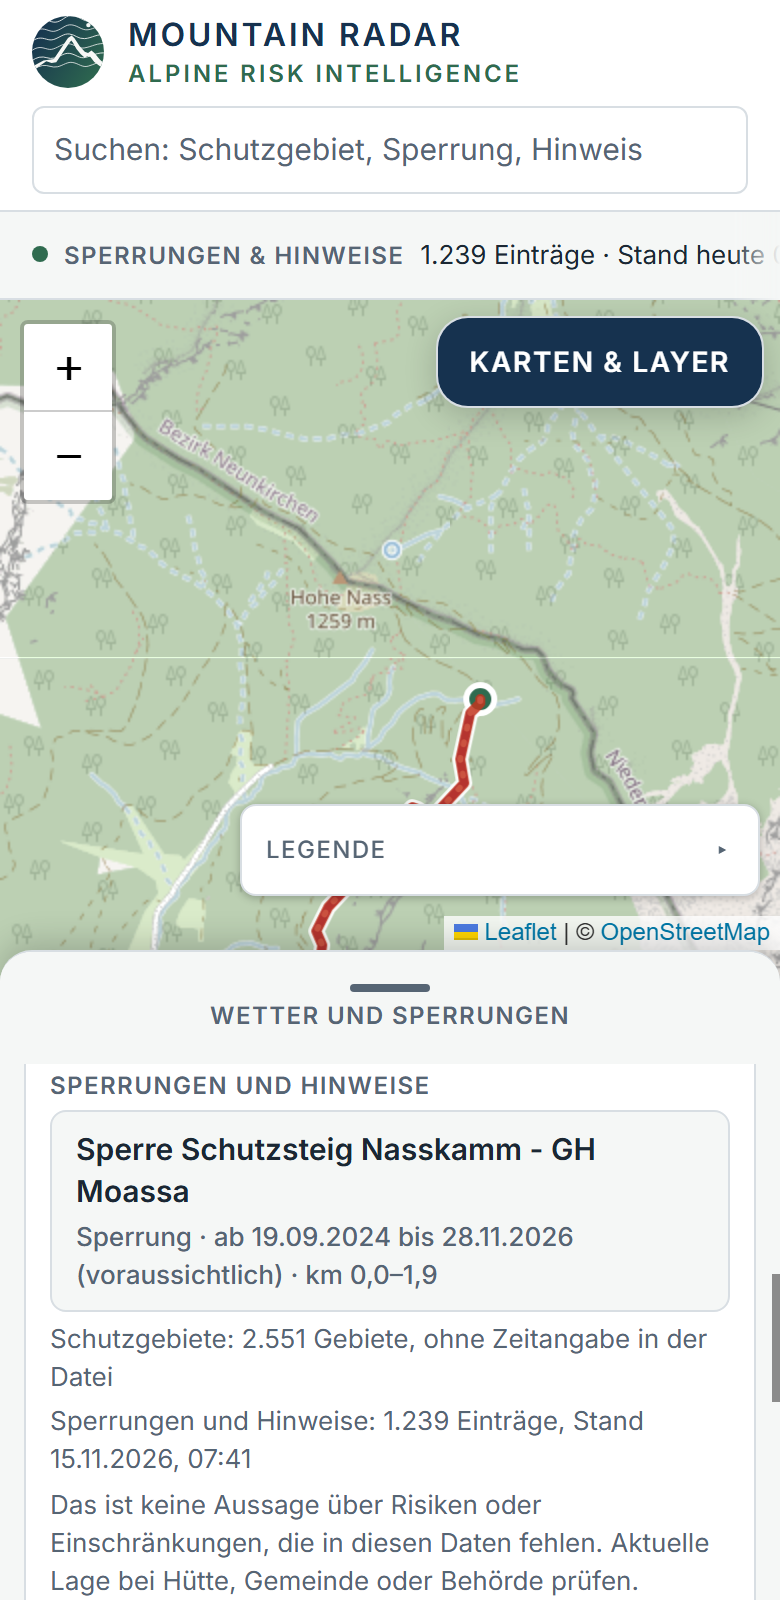 MOUNTAIN RADAR
ALPINE RISK INTELLIGENCE
Suchen: Schutzgebiet, Sperrung, Hinweis
SPERRUNGEN & HINWEISE 1.239 Einträge · Stand heute
+
KARTEN & LAYER
−
Bezirk Neunkirchen
Hohe Nass
1259 m
Nieder
LEGENDE
Leaflet | © OpenStreetMap
WETTER UND SPERRUNGEN
SPERRUNGEN UND HINWEISE
Sperre Schutzsteig Nasskamm - GH
Moassa
Sperrung · ab 19.09.2024 bis 28.11.2026
(voraussichtlich) · km 0,0–1,9
Schutzgebiete: 2.551 Gebiete, ohne Zeitangabe in der
Datei
Sperrungen und Hinweise: 1.239 Einträge, Stand
15.11.2026, 07:41
Das ist keine Aussage über Risiken oder
Einschränkungen, die in diesen Daten fehlen. Aktuelle
Lage bei Hütte, Gemeinde oder Behörde prüfen.